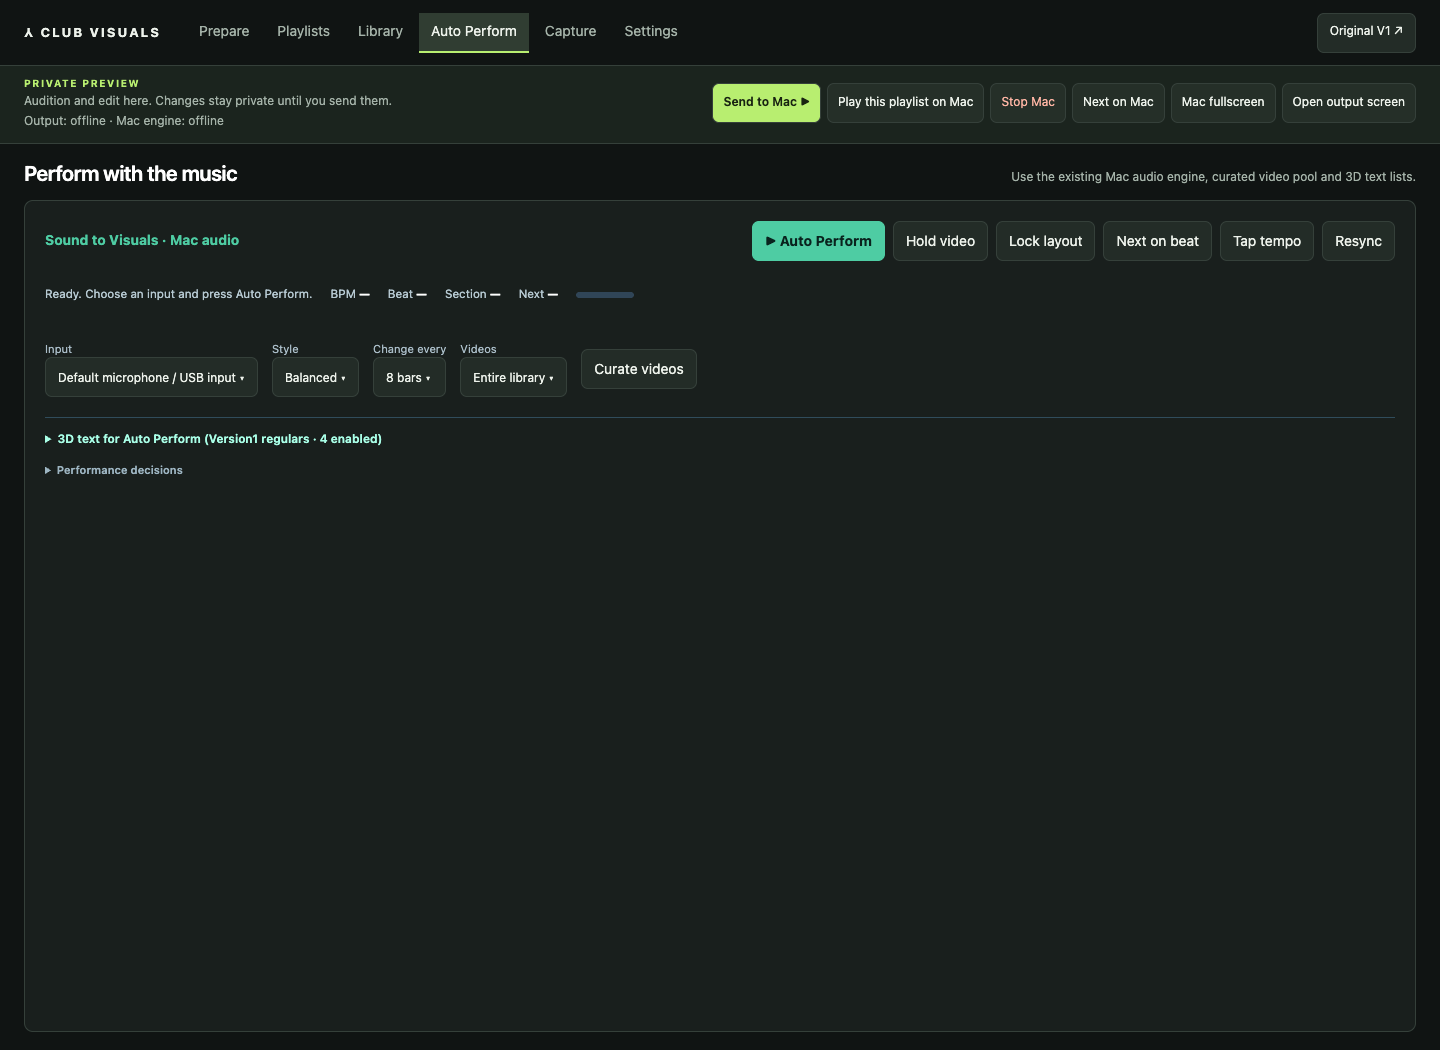 ⅄ CLUB VISUALS
Prepare
Playlists
Library
Auto Perform
Capture
Settings
Original V1 ↗
PRIVATE PREVIEW
Audition and edit here. Changes stay private until you send them.
Output: offline · Mac engine: offline
Send to Mac ▶
Play this playlist on Mac
Stop Mac
Next on Mac
Mac fullscreen
Open output screen
Perform with the music
Use the existing Mac audio engine, curated video pool and 3D text lists.
Sound to Visuals · Mac audio
▶ Auto Perform
Hold video
Lock layout
Next on beat
Tap tempo
Resync
Ready. Choose an input and press Auto Perform.
BPM —
Beat —
Section —
Next —
Input
Default microphone / USB input ▾
Style
Balanced ▾
Change every
8 bars ▾
Videos
Entire library ▾
Curate videos
▶ 3D text for Auto Perform (Version1 regulars · 4 enabled)
▶ Performance decisions